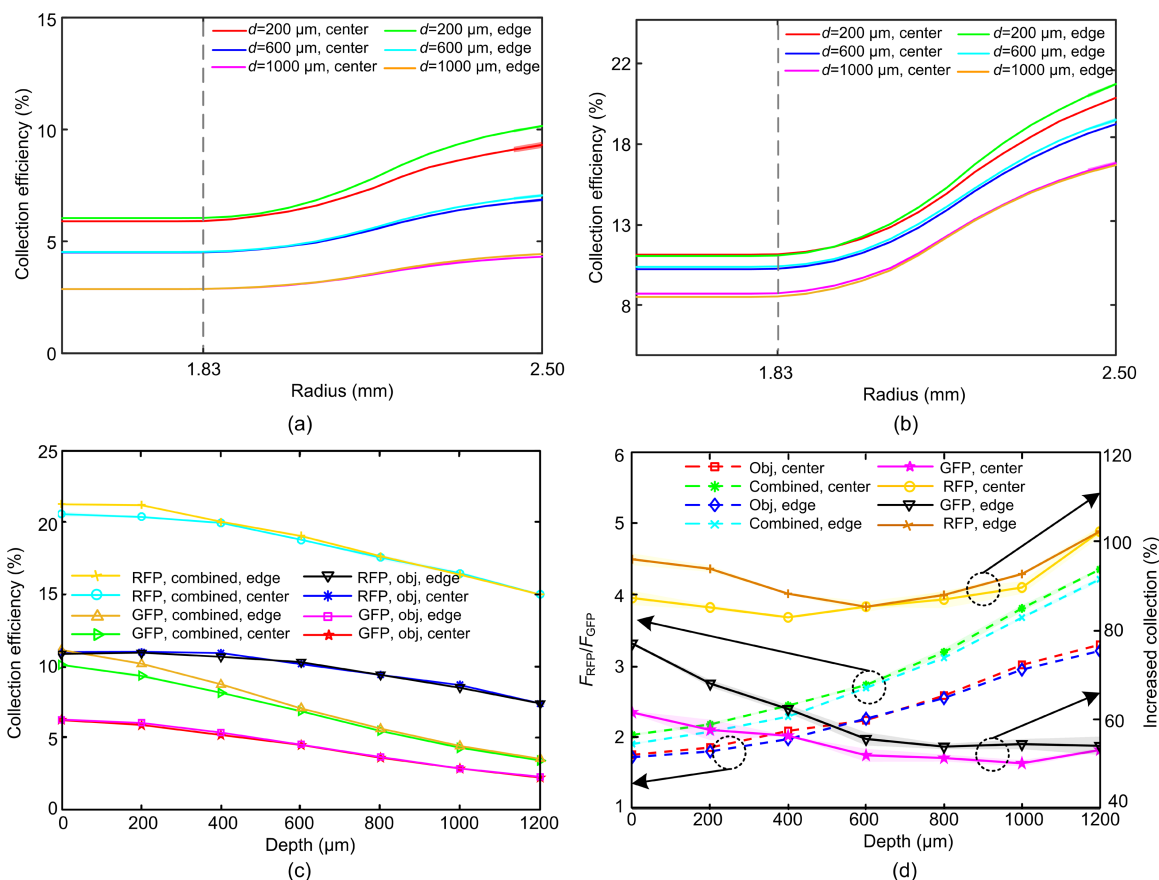 15
10
5
0
Collection efficiency (%)
d=200 µm, center
d=600 µm, center
d=1000 µm, center
d=200 µm, edge
d=600 µm, edge
d=1000 µm, edge
1.83
2.50
Radius (mm)
(a)
22
18
13
8
Collection efficiency (%)
d=200 µm, center
d=600 µm, center
d=1000 µm, center
d=200 µm, edge
d=600 µm, edge
d=1000 µm, edge
1.83
2.50
Radius (mm)
(b)
25
20
15
10
5
0
Collection efficiency (%)
RFP, combined, edge
RFP, combined, center
GFP, combined, edge
GFP, combined, center
RFP, obj, edge
RFP, obj, center
GFP, obj, edge
GFP, obj, center
0 200 400 600 800 1000 1200
Depth (µm)
(c)
6
5
4
3
2
1
FRFP/FGFP
Obj, center
Combined, center
Obj, edge
Combined, edge
GFP, center
RFP, center
GFP, edge
RFP, edge
120
100
80
60
40
Increased collection (%)
0 200 400 600 800 1000 1200
Depth (µm)
(d)